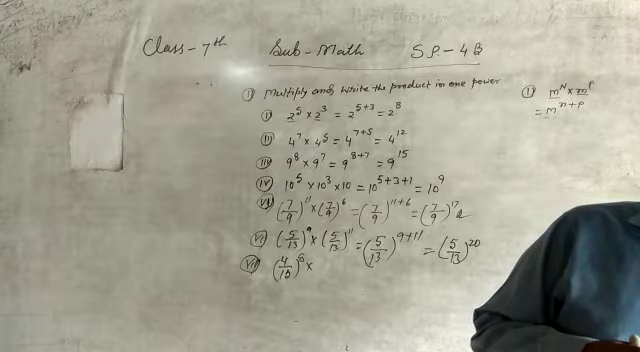 Class - 7th Sub - Math S.P. - 4B
① Multiply and write the product in one power
① m^n × m^p
= m^n+p
ⓘ 2^5 × 2^3 = 2^5+3 = 2^8
ⓘⓘ 4^7 × 4^5 = 4^7+5 = 4^12
ⓘⓘⓘ 9^8 × 9^7 = 9^8+7 = 9^15
ⓘⓥ 10^5 × 10^3 × 10 = 10^5+3+1 = 10^9
(7/9)^11 × (7/9)^6 = (7/9)^11+6 = (7/9)^17
(vi) (5/13)^9 × (5/13)^11 = (5/13)^9+11 = (5/13)^20
(vii) (4/15)^8 ×